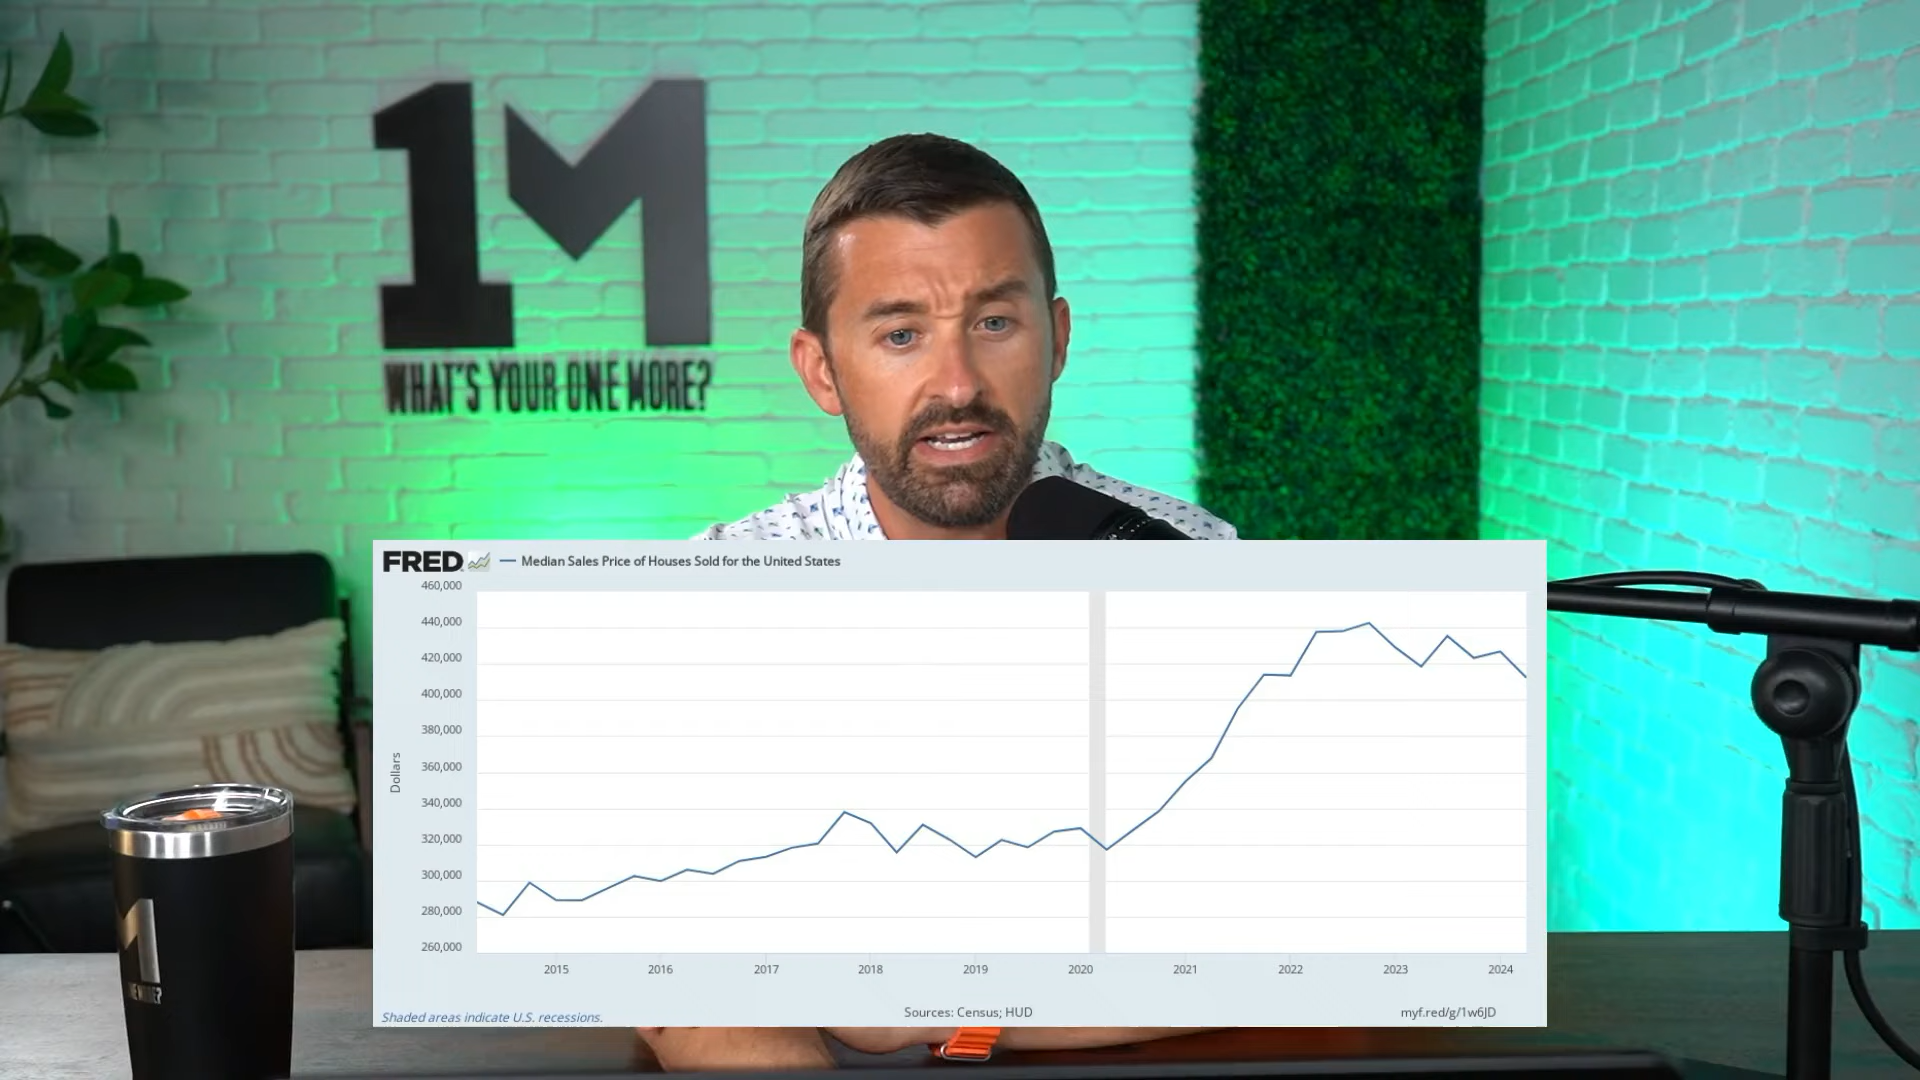 1M
WHAT'S YOUR ONE MORE?
FRED
Median Sales Price of Houses Sold for the United States
460,000
440,000
420,000
400,000
380,000
360,000
340,000
320,000
300,000
280,000
260,000
Dollars
2015 2016 2017 2018 2019 2020 2021 2022 2023 2024
Shaded areas indicate U.S. recessions.
Sources: Census; HUD
myf.red/g/1w6JD